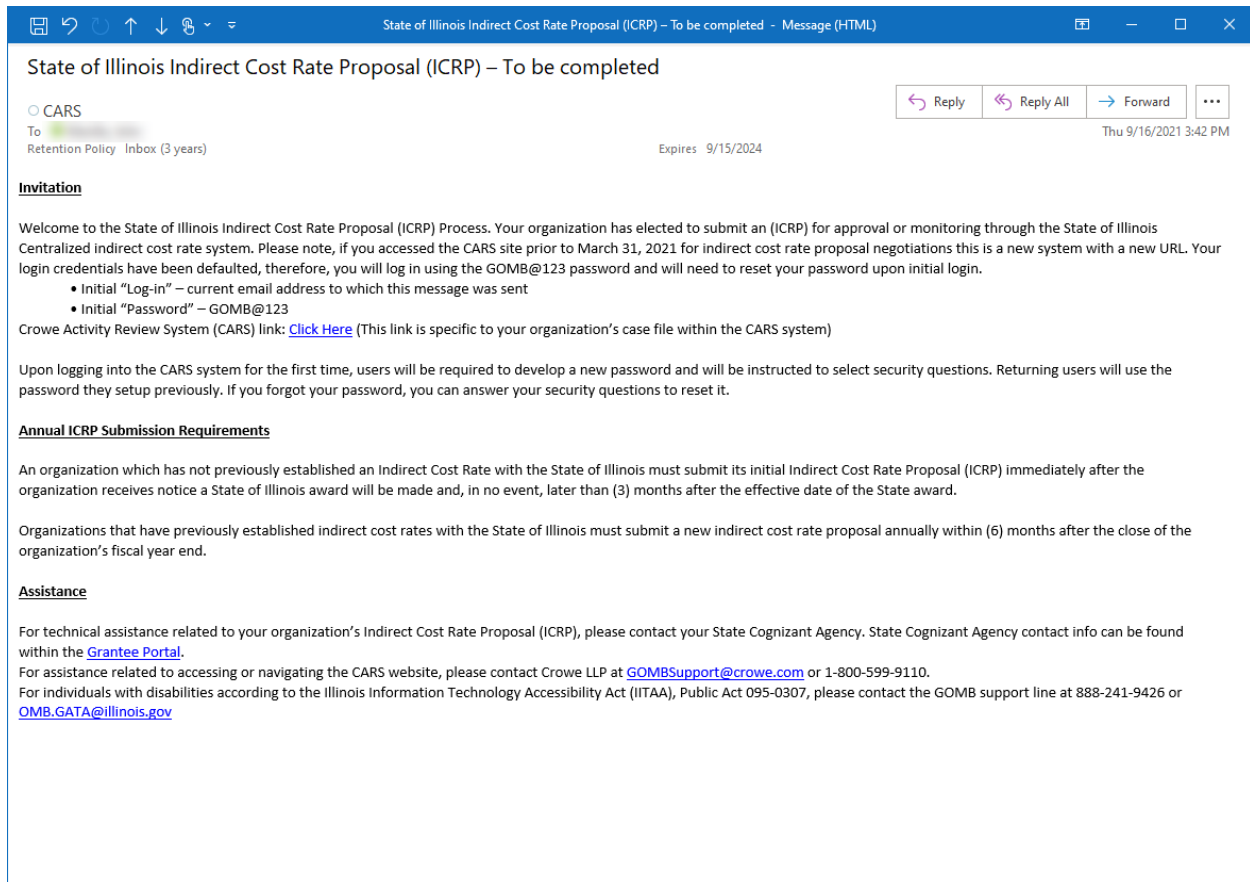 State of Illinois Indirect Cost Rate Proposal (ICRP) – To be completed - Message (HTML)
State of Illinois Indirect Cost Rate Proposal (ICRP) – To be completed
CARS
Reply
Reply All
Forward
To
Thu 9/16/2021 3:42 PM
Retention Policy Inbox (3 years)
Expires 9/15/2024
Invitation
Welcome to the State of Illinois Indirect Cost Rate Proposal (ICRP) Process. Your organization has elected to submit an (ICRP) for approval or monitoring through the State of Illinois
Centralized indirect cost rate system. Please note, if you accessed the CARS site prior to March 31, 2021 for indirect cost rate proposal negotiations this is a new system with a new URL. Your
login credentials have been defaulted, therefore, you will log in using the GOMB@123 password and will need to reset your password upon initial login.
• Initial “Log-in” – current email address to which this message was sent
• Initial “Password” – GOMB@123
Crowe Activity Review System (CARS) link: Click Here (This link is specific to your organization’s case file within the CARS system)
Upon logging into the CARS system for the first time, users will be required to develop a new password and will be instructed to select security questions. Returning users will use the
password they setup previously. If you forgot your password, you can answer your security questions to reset it.
Annual ICRP Submission Requirements
An organization which has not previously established an Indirect Cost Rate with the State of Illinois must submit its initial Indirect Cost Rate Proposal (ICRP) immediately after the
organization receives notice a State of Illinois award will be made and, in no event, later than (3) months after the effective date of the State award.
Organizations that have previously established indirect cost rates with the State of Illinois must submit a new indirect cost rate proposal annually within (6) months after the close of the
organization’s fiscal year end.
Assistance
For technical assistance related to your organization’s Indirect Cost Rate Proposal (ICRP), please contact your State Cognizant Agency. State Cognizant Agency contact info can be found
within the Grantee Portal.
For assistance related to accessing or navigating the CARS website, please contact Crowe LLP at GOMBSupport@crowe.com or 1-800-599-9110.
For individuals with disabilities according to the Illinois Information Technology Accessibility Act (IITAA), Public Act 095-0307, please contact the GOMB support line at 888-241-9426 or
OMB.GATA@illinois.gov